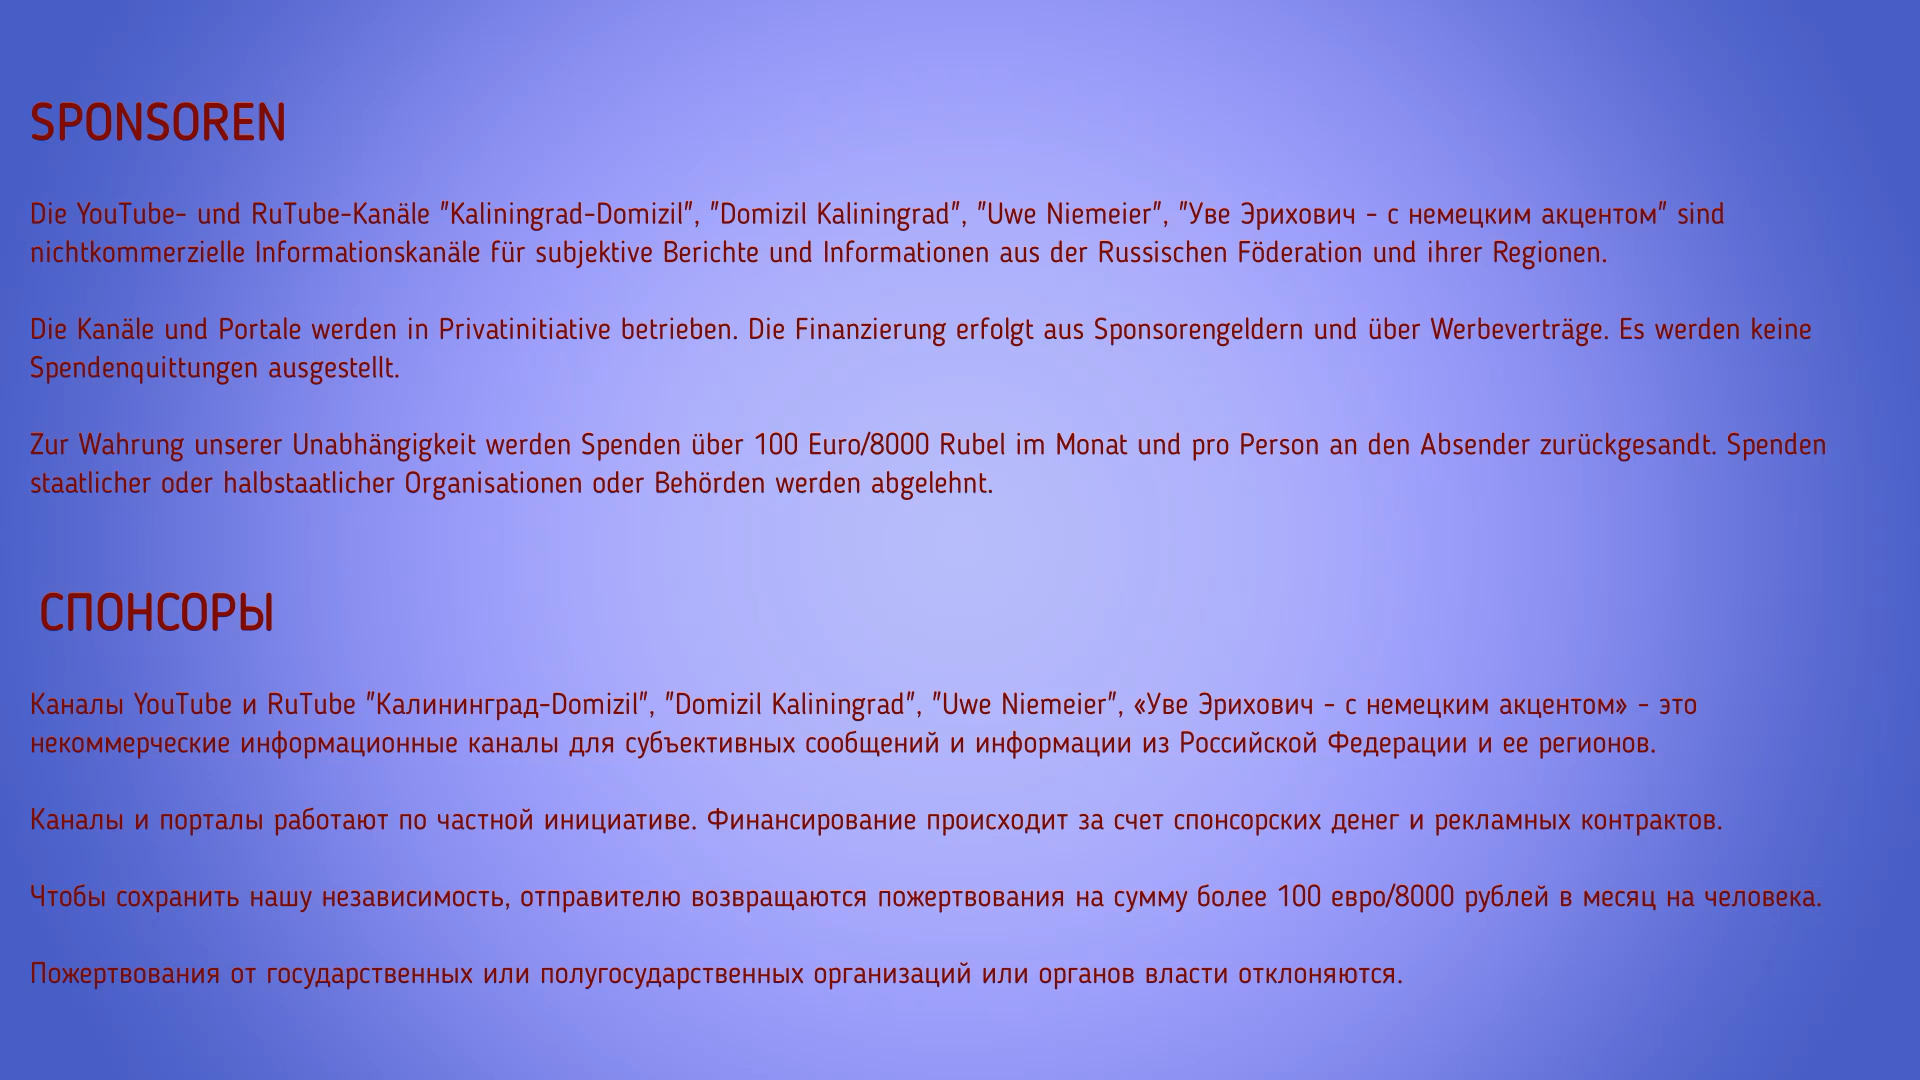 SPONSOREN
Die YouTube- und RuTube-Kanäle "Kaliningrad-Domizil", "Domizil Kaliningrad", "Uwe Niemeier", "Уве Эрихович - с немецким акцентом" sind
nichtkommerzielle Informationskanäle für subjektive Berichte und Informationen aus der Russischen Föderation und ihrer Regionen.
Die Kanäle und Portale werden in Privatinitiative betrieben. Die Finanzierung erfolgt aus Sponsorengeldern und über Werbeverträge. Es werden keine
Spendenquittungen ausgestellt.
Zur Wahrung unserer Unabhängigkeit werden Spenden über 100 Euro/8000 Rubel im Monat und pro Person an den Absender zurückgesandt. Spenden
staatlicher oder halbstaatlicher Organisationen oder Behörden werden abgelehnt.
СПОНСОРЫ
Каналы YouTube и RuTube "Калининград-Domizil", "Domizil Kaliningrad", "Uwe Niemeier", «Уве Эрихович - с немецким акцентом» - это
некоммерческие информационные каналы для субъективных сообщений и информации из Российской Федерации и ее регионов.
Каналы и порталы работают по частной инициативе. Финансирование происходит за счет спонсорских денег и рекламных контрактов.
Чтобы сохранить нашу независимость, отправителю возвращаются пожертвования на сумму более 100 евро/8000 рублей в месяц на человека.
Пожертвования от государственных или полугосударственных организаций или органов власти отклоняются.